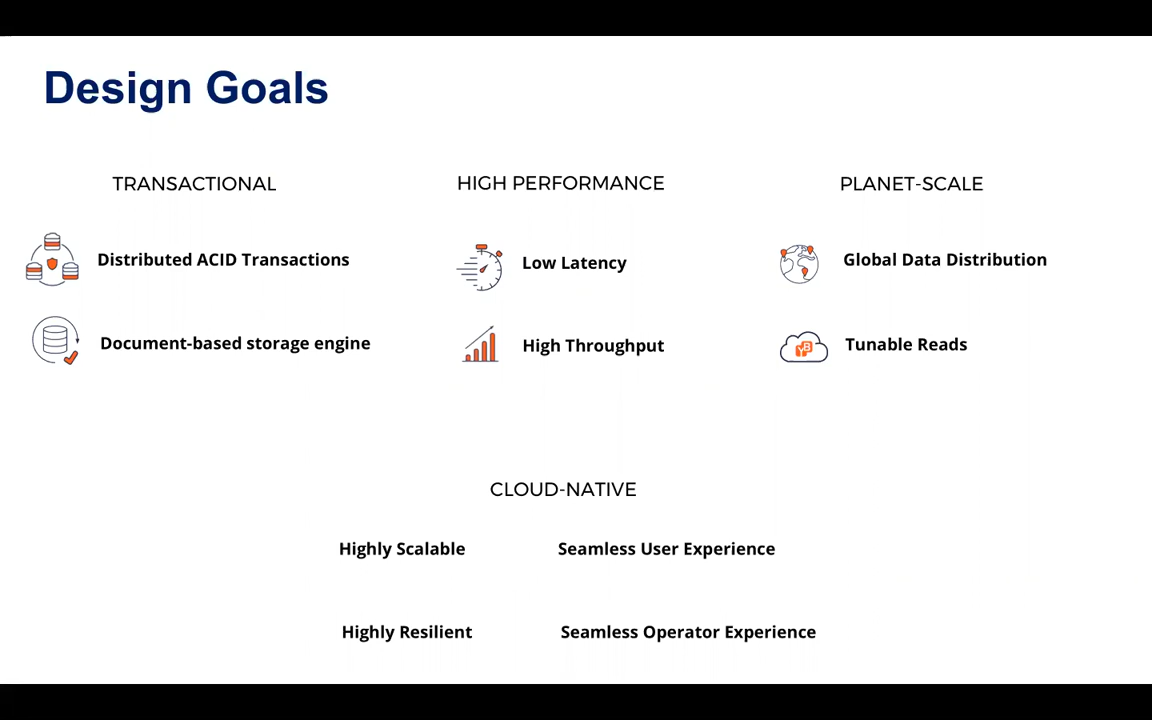 Design Goals
TRANSACTIONAL
Distributed ACID Transactions
Document-based storage engine
HIGH PERFORMANCE
Low Latency
High Throughput
PLANET-SCALE
Global Data Distribution
Tunable Reads
CLOUD-NATIVE
Highly Scalable
Seamless User Experience
Highly Resilient
Seamless Operator Experience